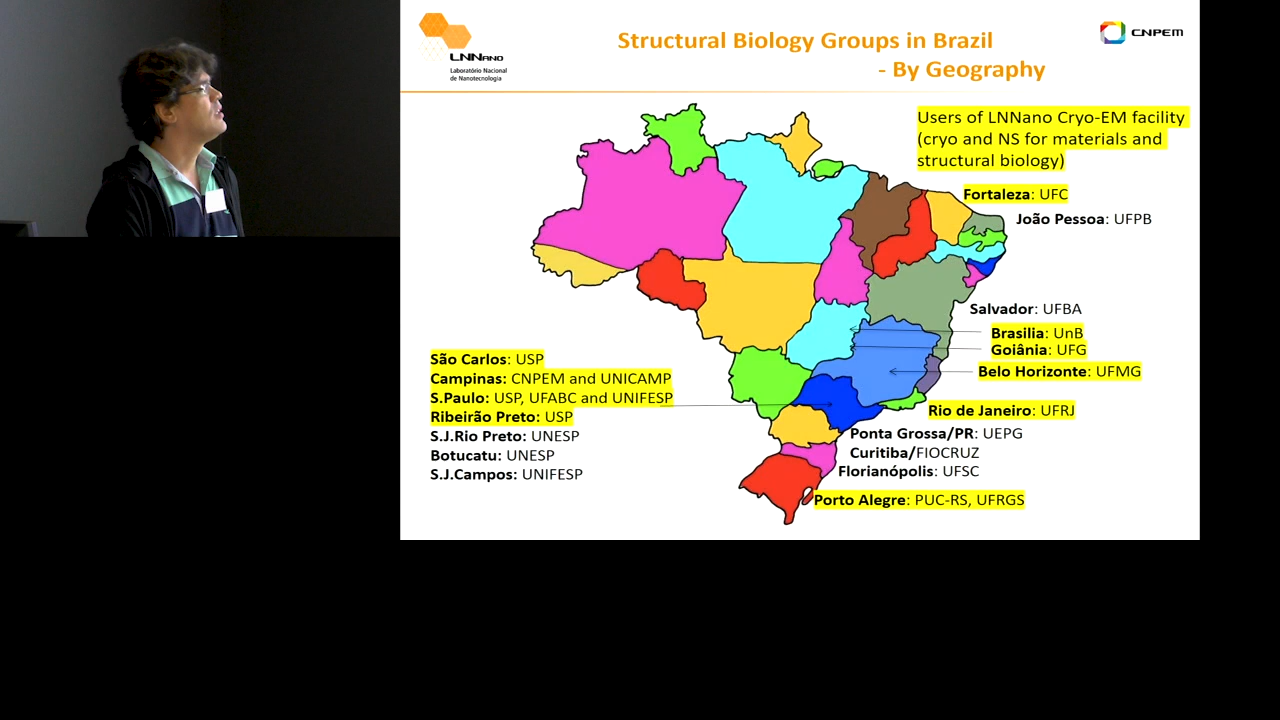 LNNANO
Laboratório Nacional
de Nanotecnologia
Structural Biology Groups in Brazil
- By Geography
CNPEM
Users of LNNano Cryo-EM facility
(cryo and NS for materials and
structural biology)
Fortaleza: UFC
João Pessoa: UFPB
Salvador: UFBA
Brasilia: UnB
Goiânia: UFG
Belo Horizonte: UFMG
Rio de Janeiro: UFRJ
Ponta Grossa/PR: UEPG
Curitiba/FIOCRUZ
Florianópolis: UFSC
Porto Alegre: PUC-RS, UFRGS
São Carlos: USP
Campinas: CNPEM and UNICAMP
S.Paulo: USP, UFABC and UNIFESP
Ribeirão Preto: USP
S.J.Rio Preto: UNESP
Botucatu: UNESP
S.J.Campos: UNIFESP